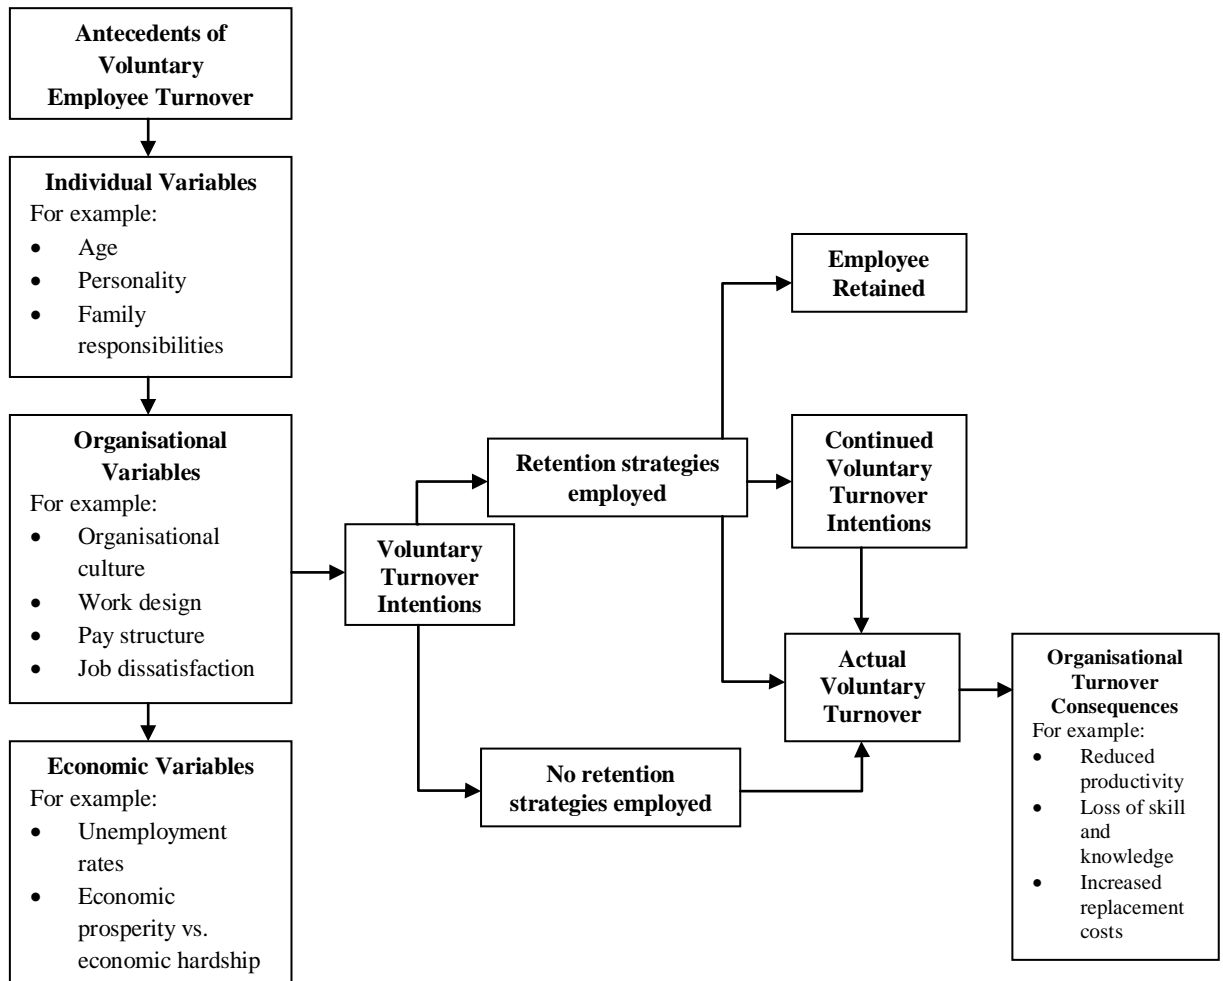 Antecedents of
Voluntary
Employee Turnover
Individual Variables
For example:
• Age
• Personality
• Family
responsibilities
Organisational
Variables
For example:
• Organisational
culture
• Work design
• Pay structure
• Job dissatisfaction
Economic Variables
For example:
• Unemployment
rates
• Economic
prosperity vs.
economic hardship
Voluntary
Turnover
Intentions
Retention strategies
employed
No retention
strategies employed
Employee
Retained
Continued
Voluntary
Turnover
Intentions
Actual
Voluntary
Turnover
Organisational
Turnover
Consequences
For example:
• Reduced
productivity
• Loss of skill
and
knowledge
• Increased
replacement
costs